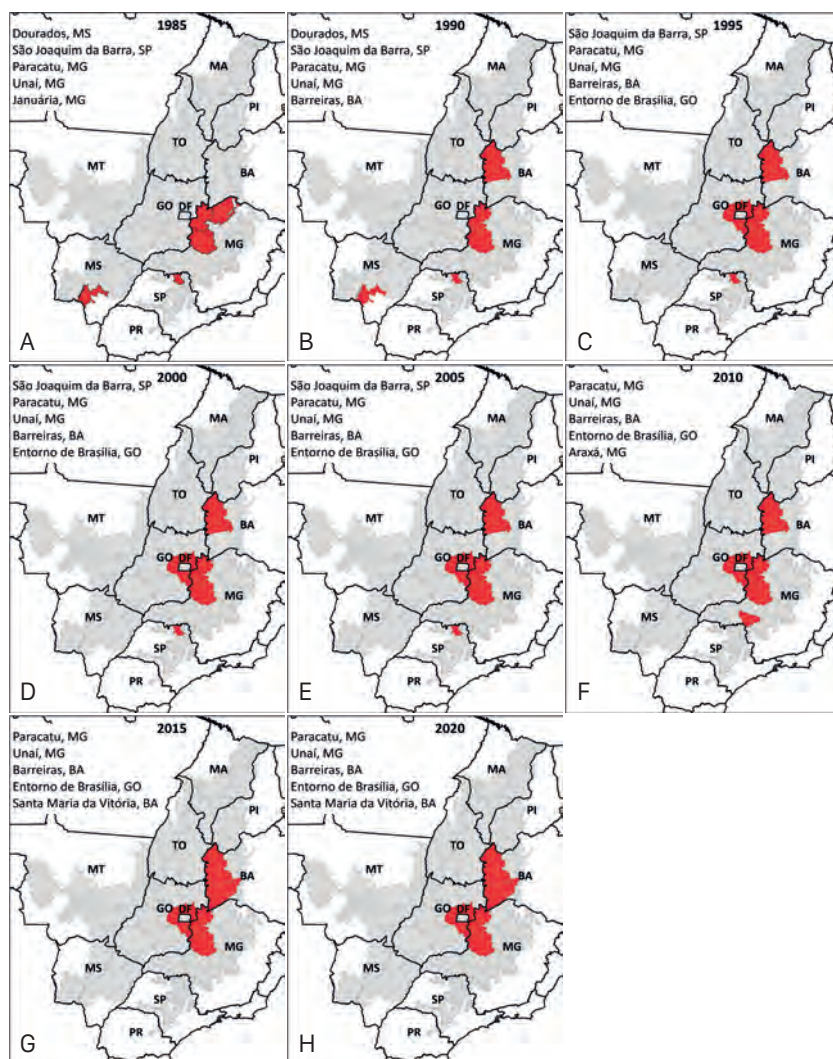 1985
Dourados, MS
São Joaquim da Barra, SP
Paracatu, MG
Unaí, MG
Januária, MG
MA
PI
TO
MT
BA
GO DF
MG
MS
SP
PR
A
1990
Dourados, MS
São Joaquim da Barra, SP
Paracatu, MG
Unaí, MG
Barreiras, BA
MA
PI
TO
MT
BA
GO DF
MG
MS
SP
PR
B
1995
São Joaquim da Barra, SP
Paracatu, MG
Unaí, MG
Barreiras, BA
Entorno de Brasília, GO
MA
PI
TO
MT
BA
GO DF
MG
MS
SP
PR
C
2000
São Joaquim da Barra, SP
Paracatu, MG
Unaí, MG
Barreiras, BA
Entorno de Brasília, GO
MA
PI
TO
MT
BA
GO DF
MG
MS
SP
PR
D
2005
São Joaquim da Barra, SP
Paracatu, MG
Unaí, MG
Barreiras, BA
Entorno de Brasília, GO
MA
PI
TO
MT
BA
GO DF
MG
MS
SP
PR
E
2010
Paracatu, MG
Unaí, MG
Barreiras, BA
Entorno de Brasília, GO
Araxá, MG
MA
PI
TO
MT
BA
GO DF
MG
MS
SP
PR
F
2015
Paracatu, MG
Unaí, MG
Barreiras, BA
Entorno de Brasília, GO
Santa Maria da Vitória, BA
MA
PI
TO
MT
BA
GO DF
MG
MS
SP
PR
G
2020
Paracatu, MG
Unaí, MG
Barreiras, BA
Entorno de Brasília, GO
Santa Maria da Vitória, BA
MA
PI
TO
MT
BA
GO DF
MG
MS
SP
PR
H